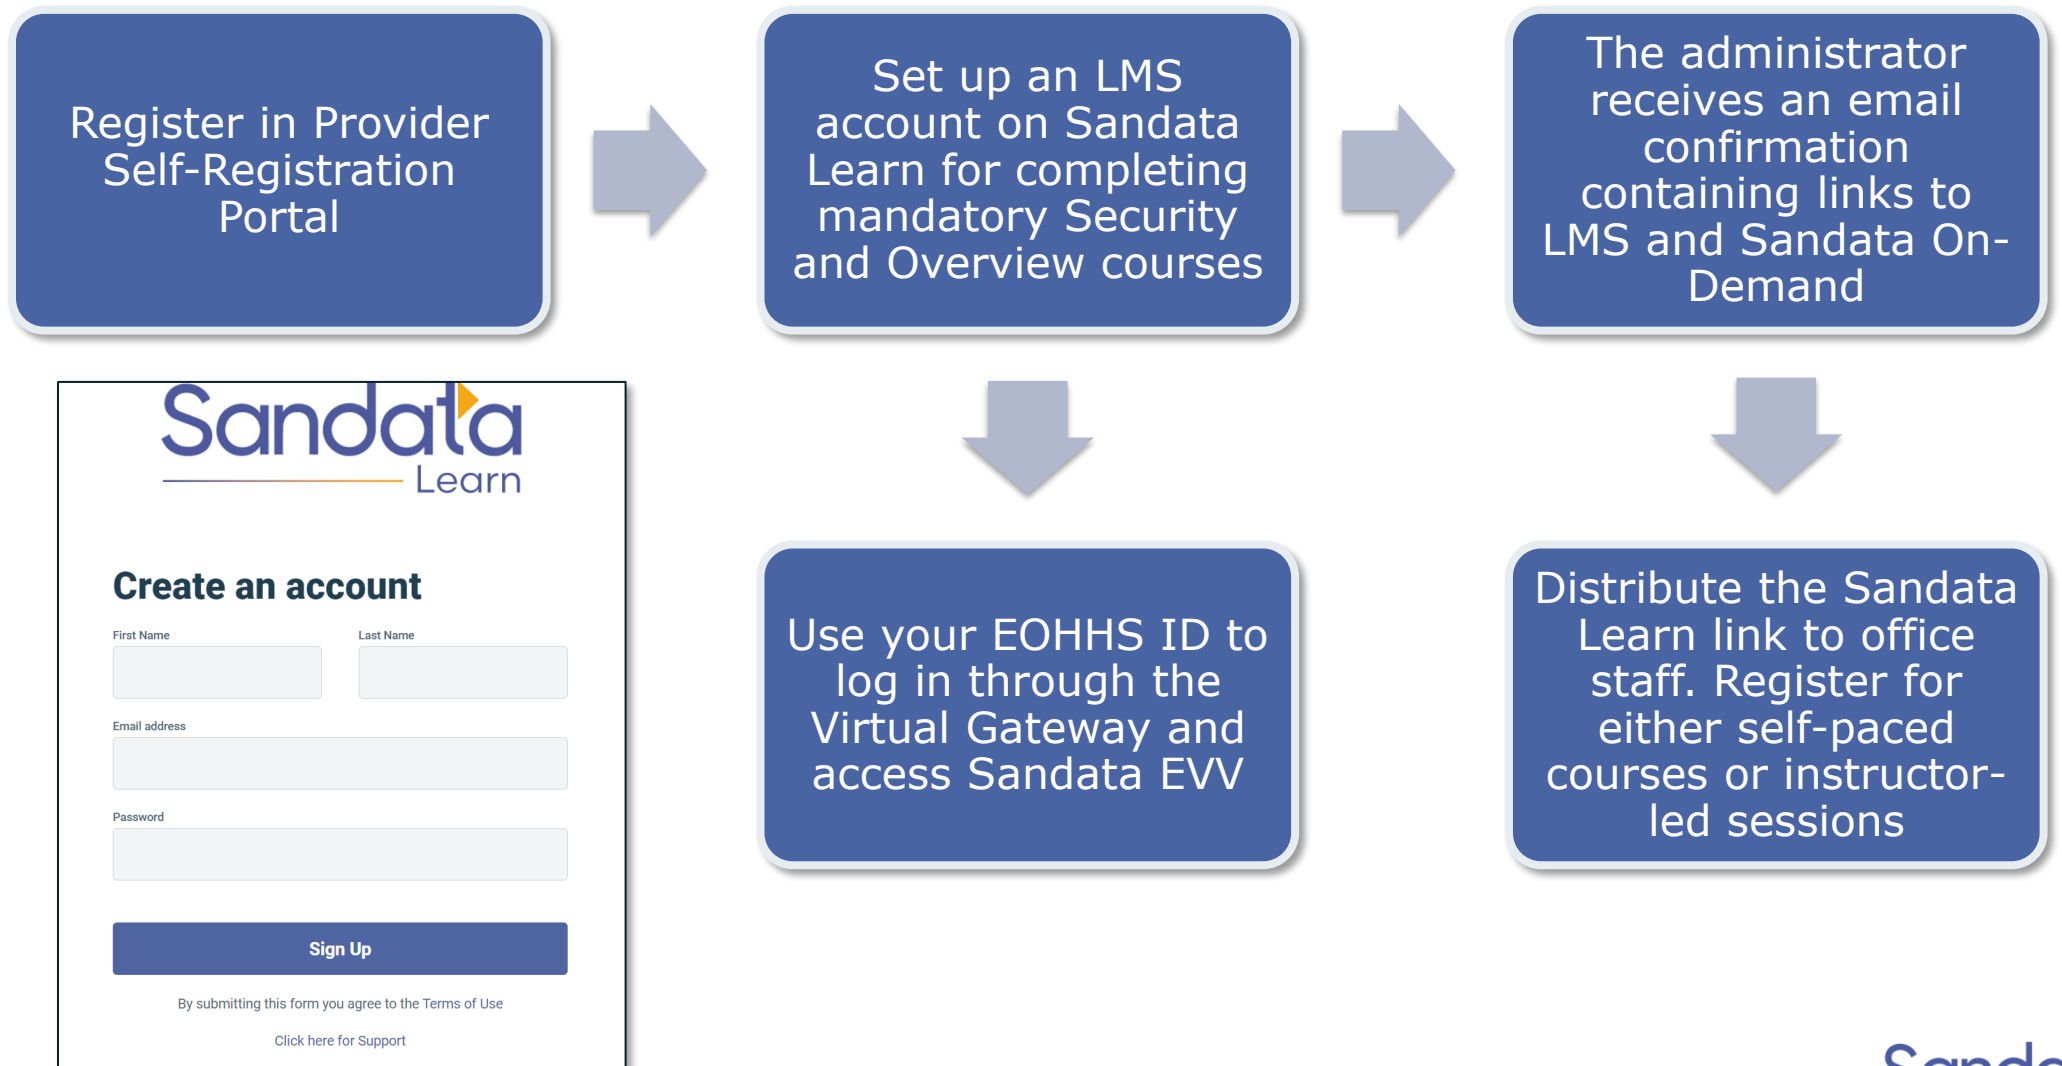 Register in Provider
Self-Registration
Portal
Set up an LMS
account on Sandata
Learn for completing
mandatory Security
and Overview courses
The administrator
receives an email
confirmation
containing links to
LMS and Sandata On-
Demand
Use your EOHHS ID to
log in through the
Virtual Gateway and
access Sandata EVV
Distribute the Sandata
Learn link to office
staff. Register for
either self-paced
courses or instructor-
led sessions
Sandata
Learn
Create an account
First Name Last Name
Email address
Password
Sign Up
By submitting this form you agree to the Terms of Use
Click here for Support